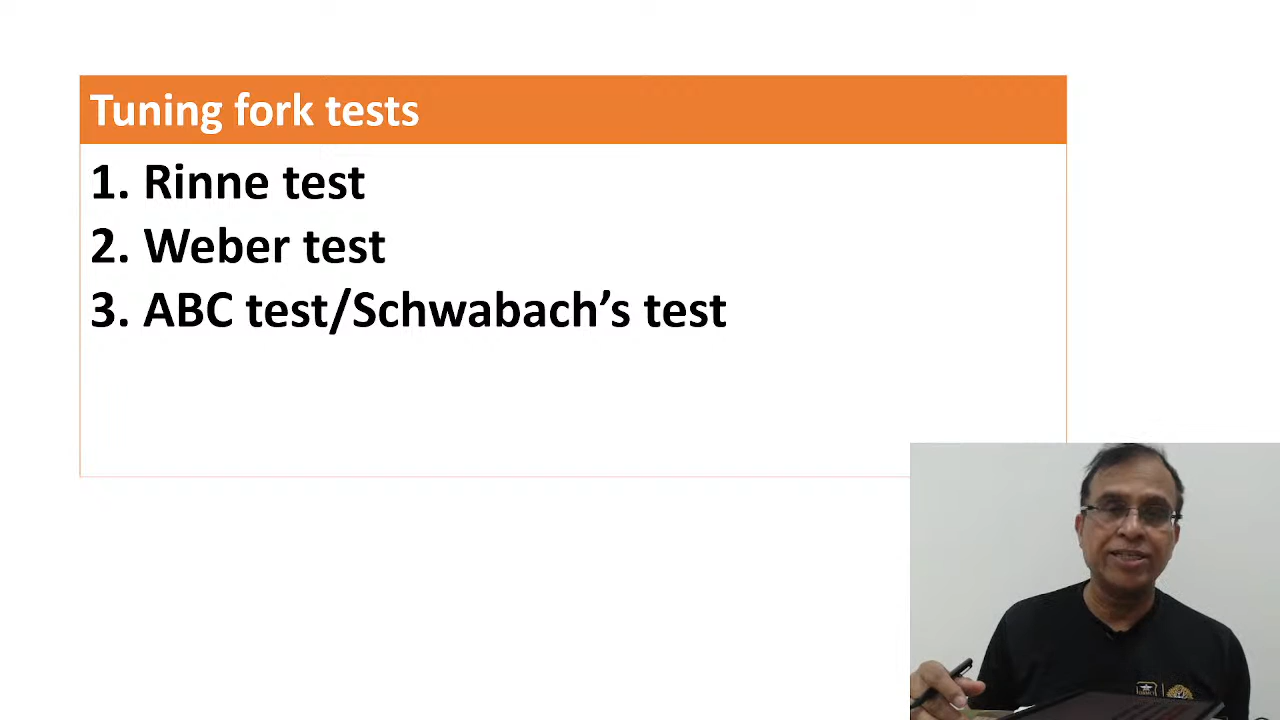 Tuning fork tests
1. Rinne test
2. Weber test
3. ABC test/Schwabach’s test